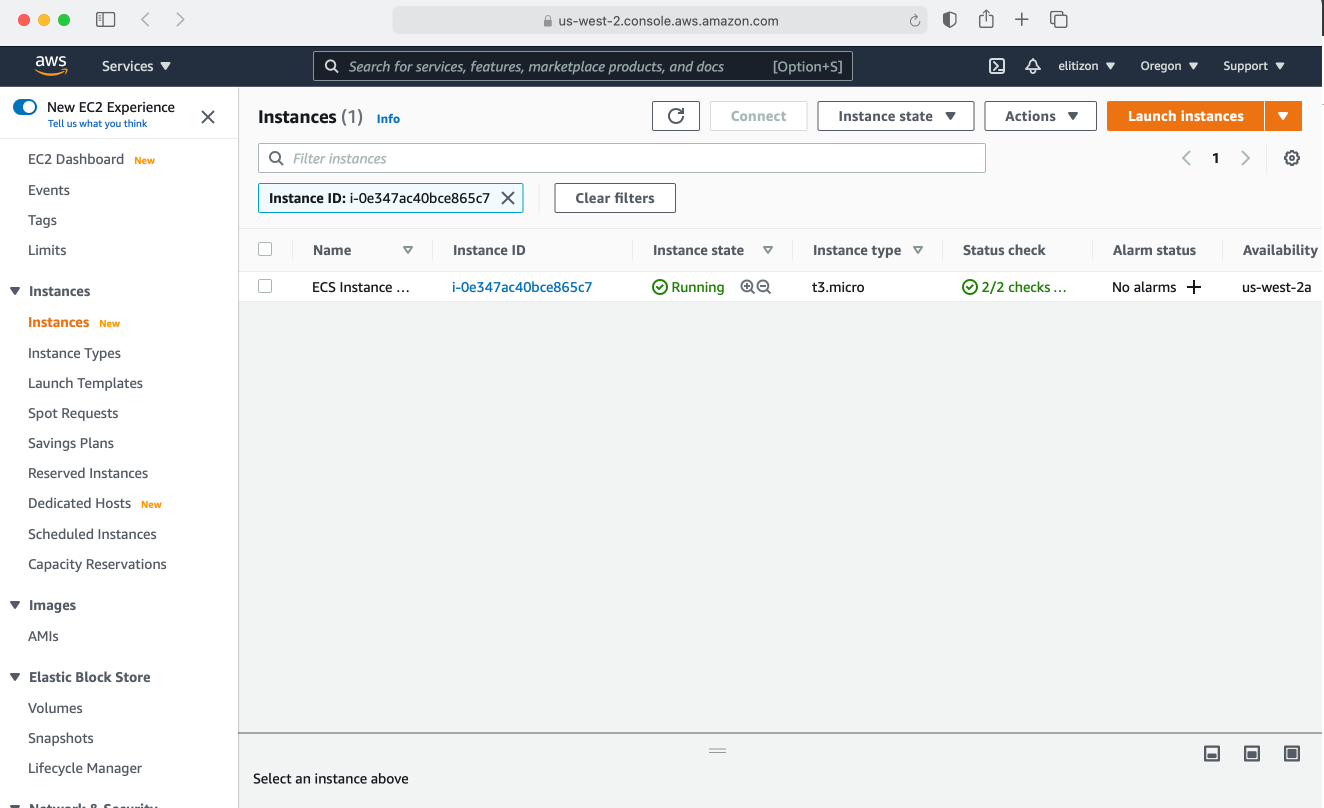 us-west-2.console.aws.amazon.com
aws
Services
Search for services, features, marketplace products, and docs
[Option+S]
elitizon
Oregon
Support
New EC2 Experience
Tell us what you think
EC2 Dashboard New
Events
Tags
Limits
Instances
Instances New
Instance Types
Launch Templates
Spot Requests
Savings Plans
Reserved Instances
Dedicated Hosts New
Scheduled Instances
Capacity Reservations
Images
AMIs
Elastic Block Store
Volumes
Snapshots
Lifecycle Manager
Network & Security
Instances (1) Info
Connect
Instance state
Actions
Launch instances
Filter instances
1
Instance ID: i-0e347ac40bce865c7
Clear filters
Name Instance ID Instance state Instance type Status check Alarm status Availability
ECS Instance ... i-0e347ac40bce865c7 Running t3.micro 2/2 checks ... No alarms us-west-2a
Select an instance above